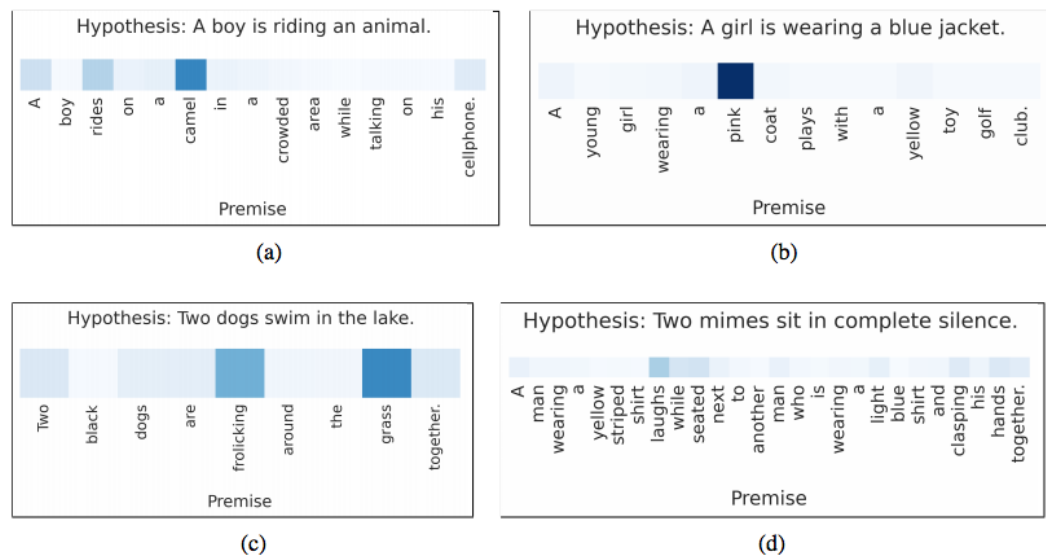 Hypothesis: A boy is riding an animal.
A
boy
rides
on
a
camel
in
a
crowded
area
while
talking
on
his
cellphone.
Premise
(a)
Hypothesis: A girl is wearing a blue jacket.
A
young
girl
wearing
a
pink
coat
plays
with
a
yellow
toy
golf
club.
Premise
(b)
Hypothesis: Two dogs swim in the lake.
Two
black
dogs
are
frolicking
around
the
grass
together.
Premise
(c)
Hypothesis: Two mimes sit in complete silence.
A
man
wearing
a
yellow
striped
shirt
laughs
while
seated
next
to
another
man
who
is
wearing
a
light
blue
shirt
and
clasping
his
hands
together.
Premise
(d)